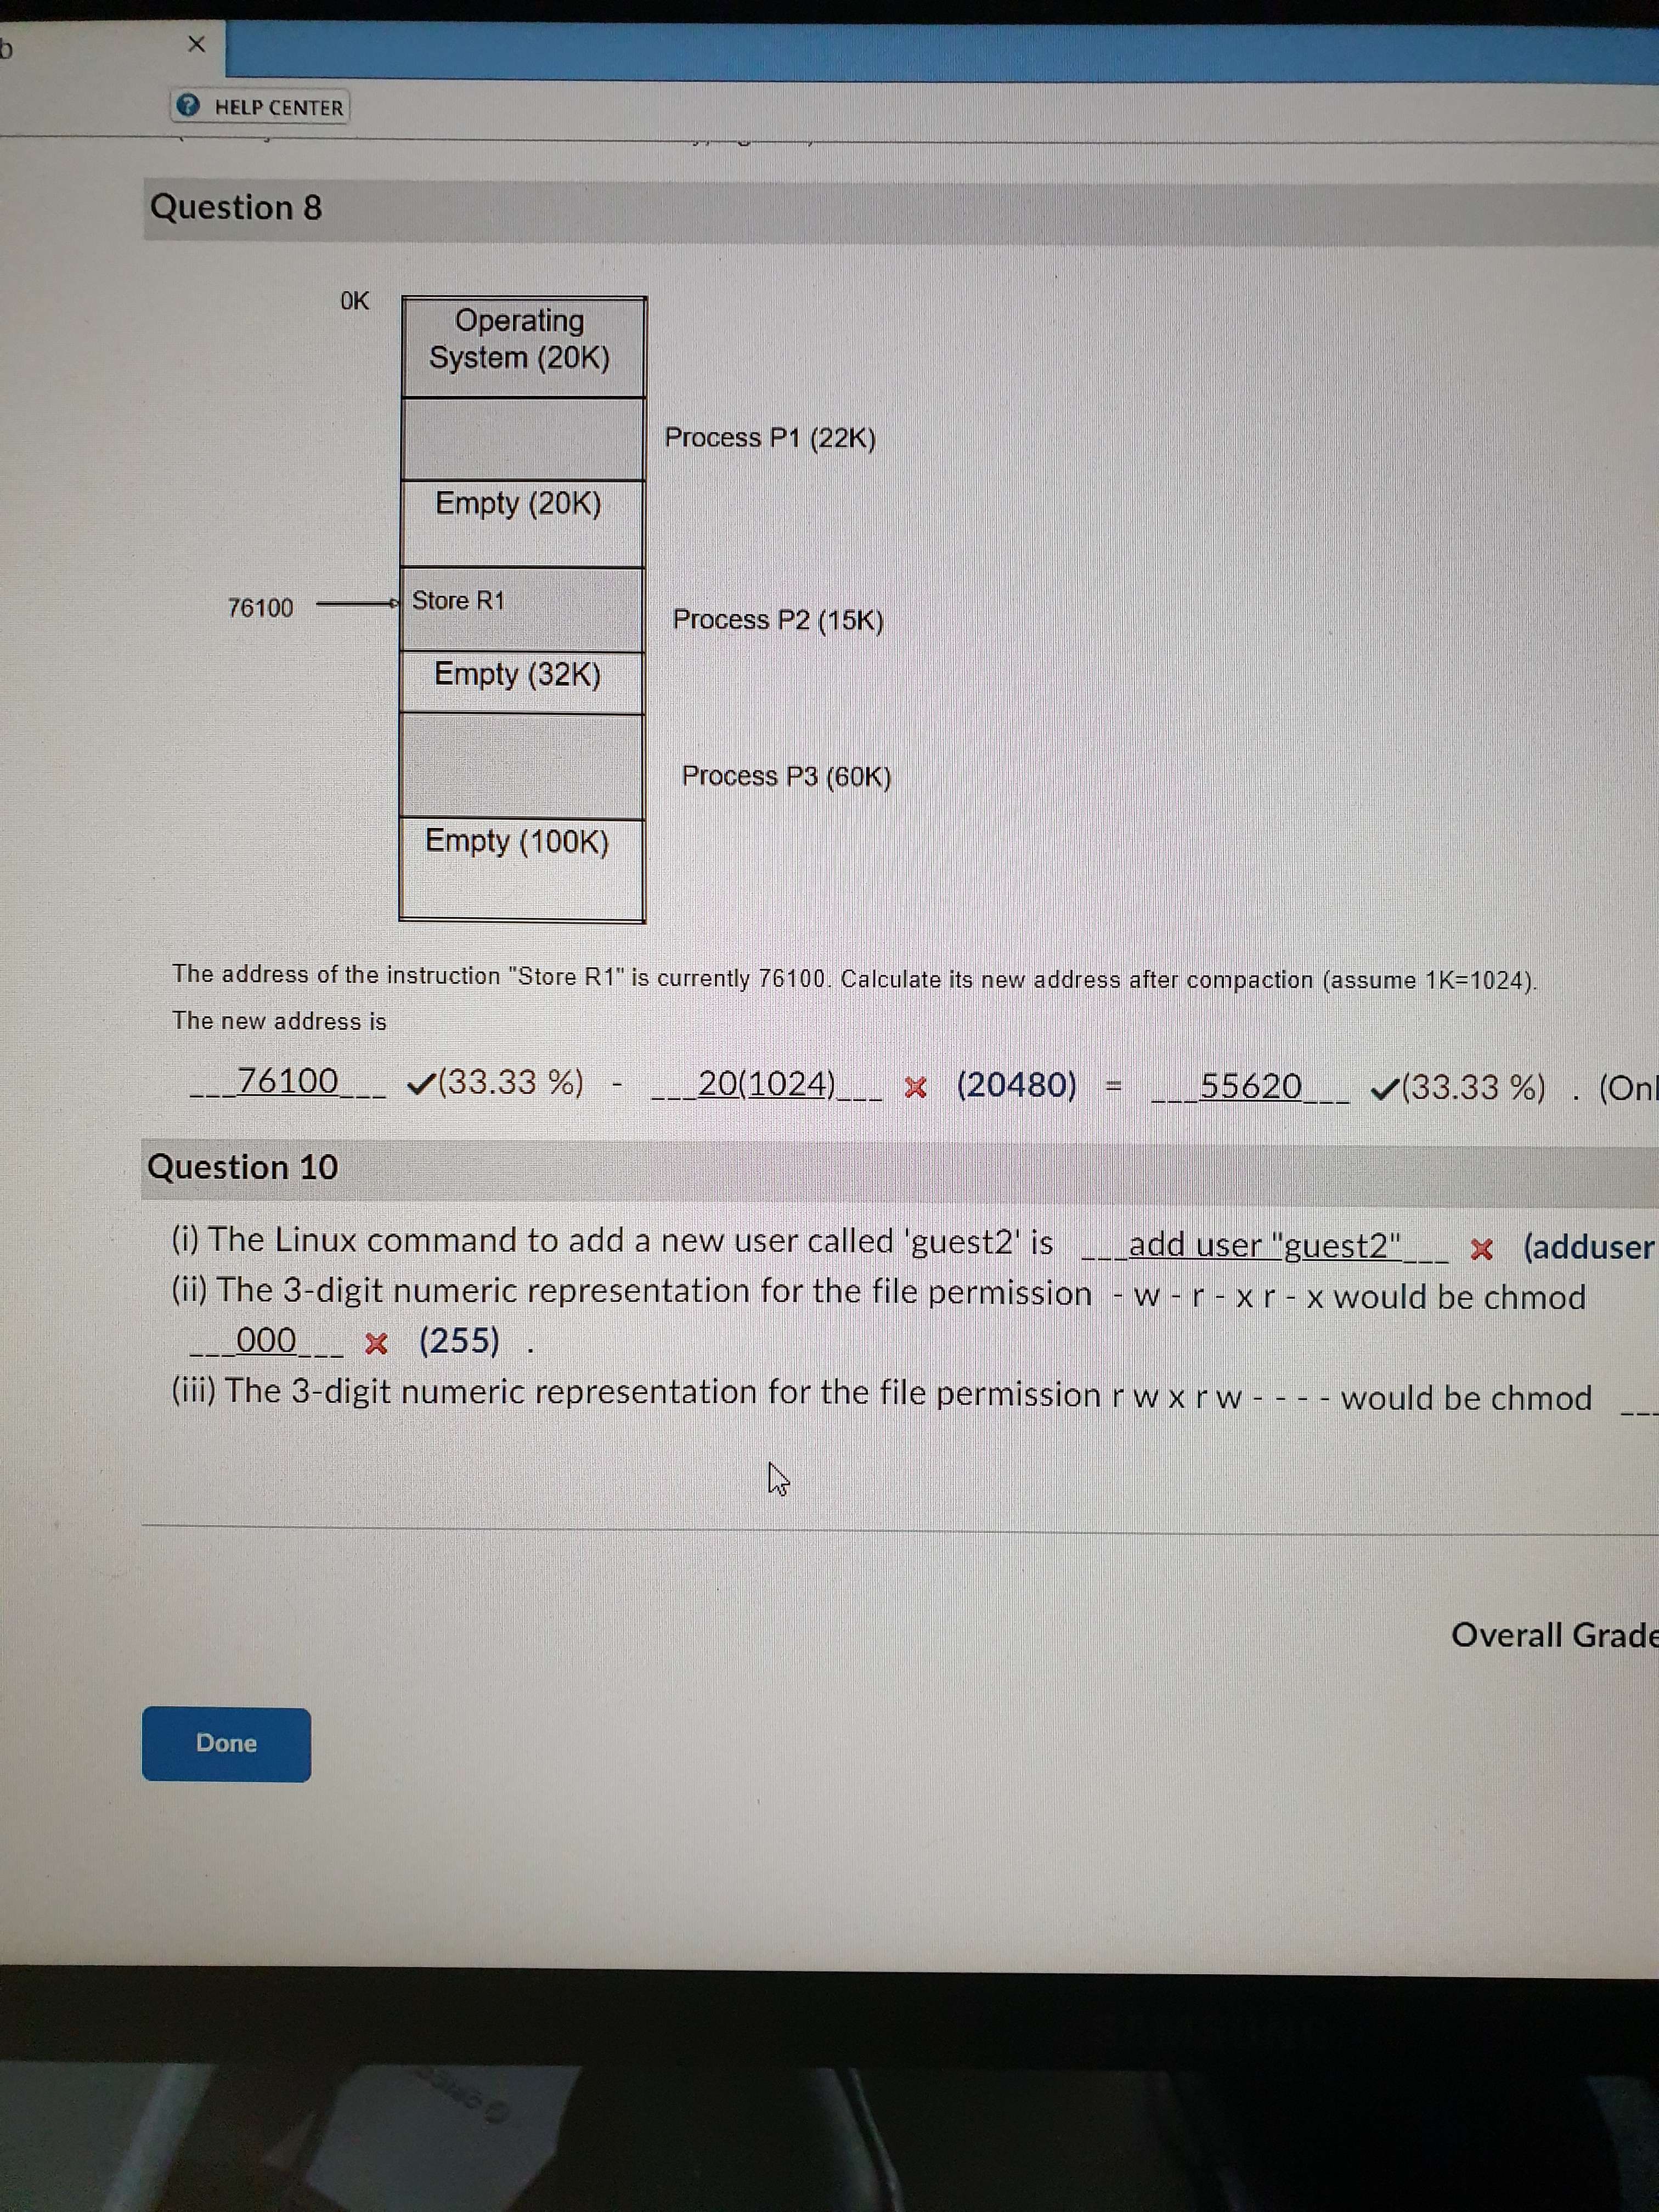 b
×
? HELP CENTER
Question 8
0K
Operating
System (20K)
Process P1 (22K)
Empty (20K)
76100
Store R1
Process P2 (15K)
Empty (32K)
Process P3 (60K)
Empty (100K)
The address of the instruction "Store R1" is currently 76100. Calculate its new address after compaction (assume 1K=1024).
The new address is
___76100___ ✔(33.33 %) - ___20(1024)___ ✖ (20480) = ___55620___ ✔(33.33 %) . (Onl
Question 10
(i) The Linux command to add a new user called 'guest2' is ___add user "guest2"___ ✖ (adduser
(ii) The 3-digit numeric representation for the file permission - w - r - x r - x would be chmod
___000___ ✖ (255) .
(iii) The 3-digit numeric representation for the file permission r w x r w - - - - would be chmod ___
Overall Grade
Done